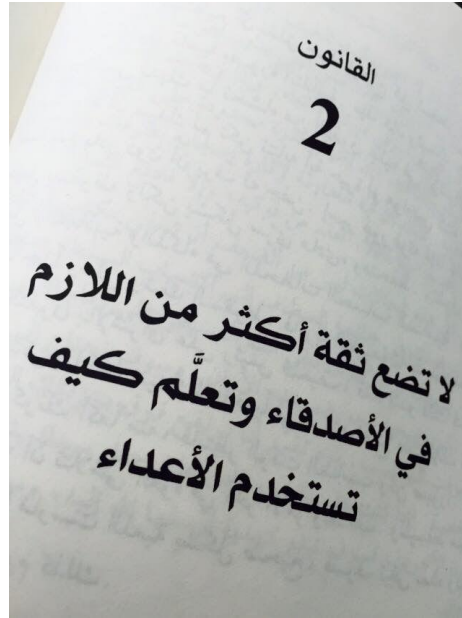 القانون
2
لا تضع ثقة أكثر من اللازم
في الأصدقاء وتعلَّم كيف
تستخدم الأعداء